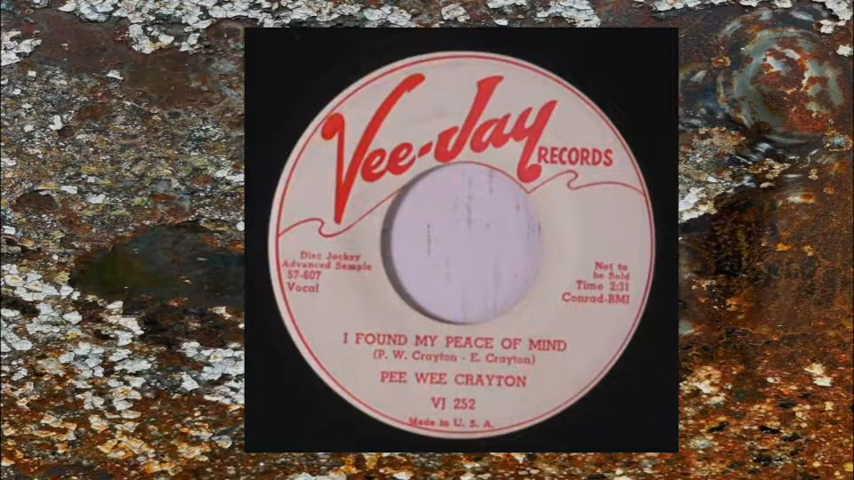 Vee-Jay RECORDS
Disc Jockey
Advanced Sample
57-607
Vocal
Not to
be Sold
Time 2:31
Conrad-BMI
I FOUND MY PEACE OF MIND
(P. W. Crayton - E. Crayton)
PEE WEE CRAYTON
VJ 252
Made in U. S. A.